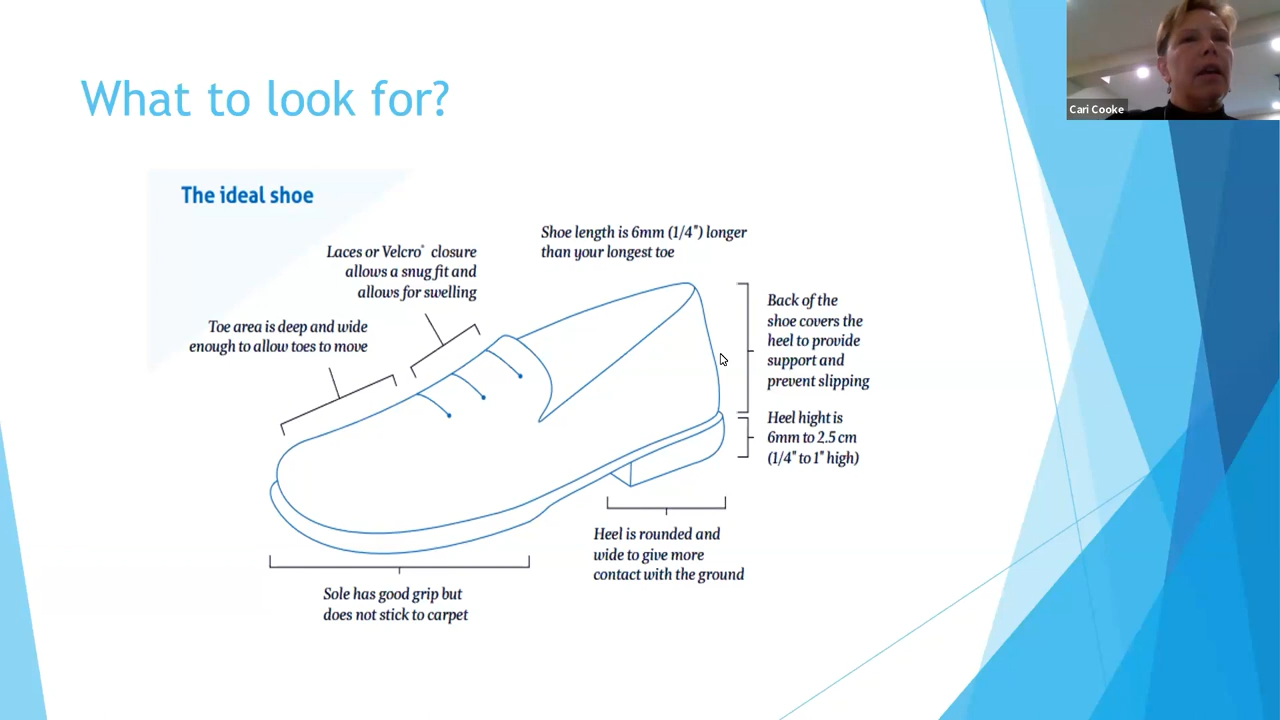 What to look for?
Cari Cooke
The ideal shoe
Shoe length is 6mm (1/4") longer
than your longest toe
Laces or Velcro® closure
allows a snug fit and
allows for swelling
Toe area is deep and wide
enough to allow toes to move
Back of the
shoe covers the
heel to provide
support and
prevent slipping
Heel hight is
6mm to 2.5 cm
(1/4" to 1" high)
Heel is rounded and
wide to give more
contact with the ground
Sole has good grip but
does not stick to carpet